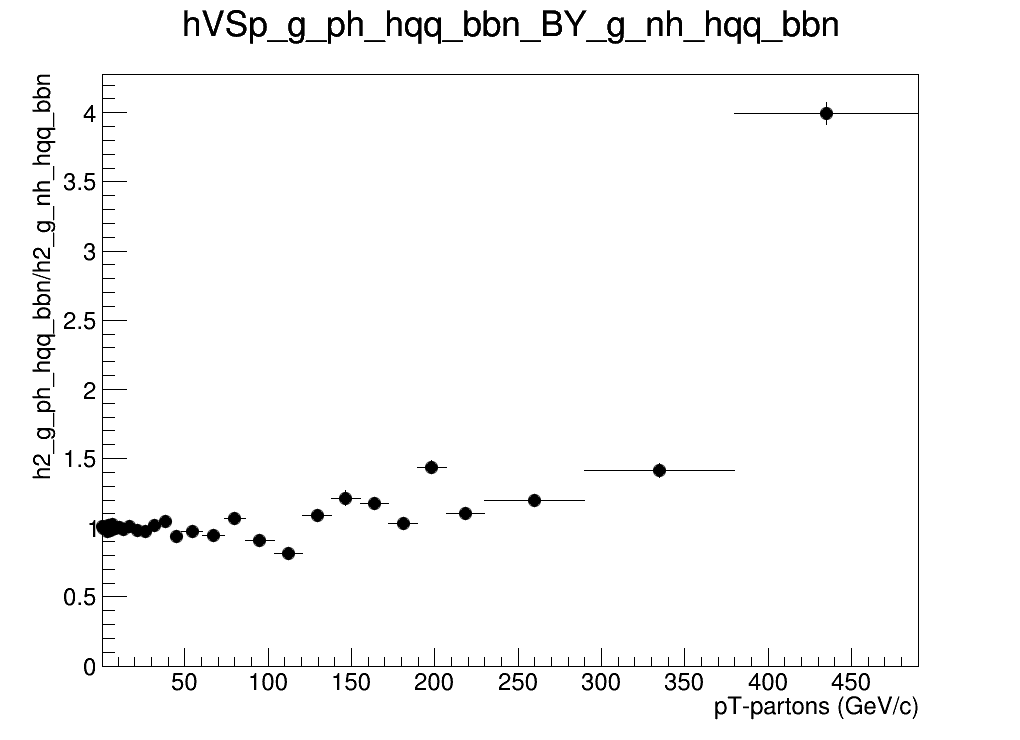 hVSp_g_ph_hqq_bbn_BY_g_nh_hqq_bbn
h2_g_ph_hqq_bbn/h2_g_nh_hqq_bbn
4
3.5
3
2.5
2
1.5
1
0.5
0
50 100 150 200 250 300 350 400 450
pT-partons (GeV/c)